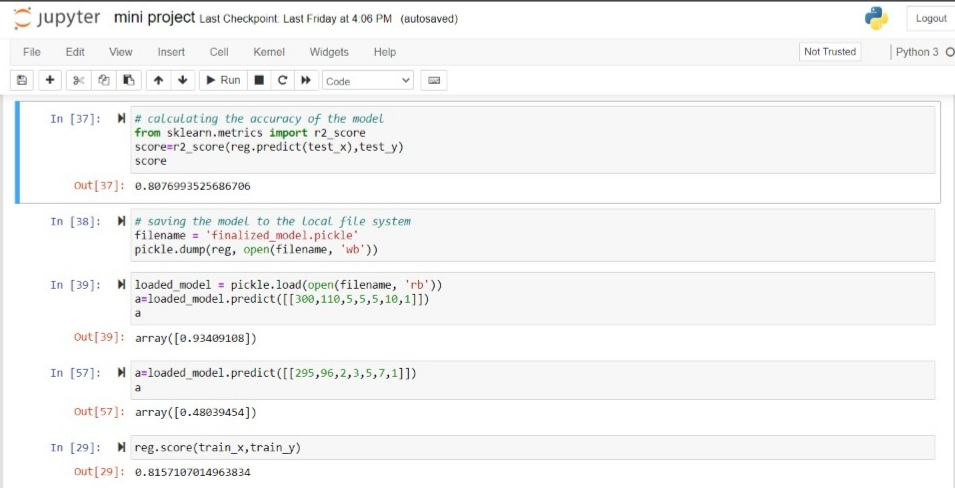 jupyter mini project Last Checkpoint: Last Friday at 4:06 PM (autosaved) Logout
File Edit View Insert Cell Kernel Widgets Help Not Trusted Python 3
Run Code
In [37]: # calculating the accuracy of the model
from sklearn.metrics import r2_score
score=r2_score(reg.predict(test_x),test_y)
score
Out[37]: 0.8076993525686706
In [38]: # saving the model to the local file system
filename = 'finalized_model.pickle'
pickle.dump(reg, open(filename, 'wb'))
In [39]: loaded_model = pickle.load(open(filename, 'rb'))
a=loaded_model.predict([[300,110,5,5,5,10,1]])
a
Out[39]: array([0.93409108])
In [57]: a=loaded_model.predict([[295,96,2,3,5,7,1]])
a
Out[57]: array([0.48039454])
In [29]: reg.score(train_x,train_y)
Out[29]: 0.8157107014963834